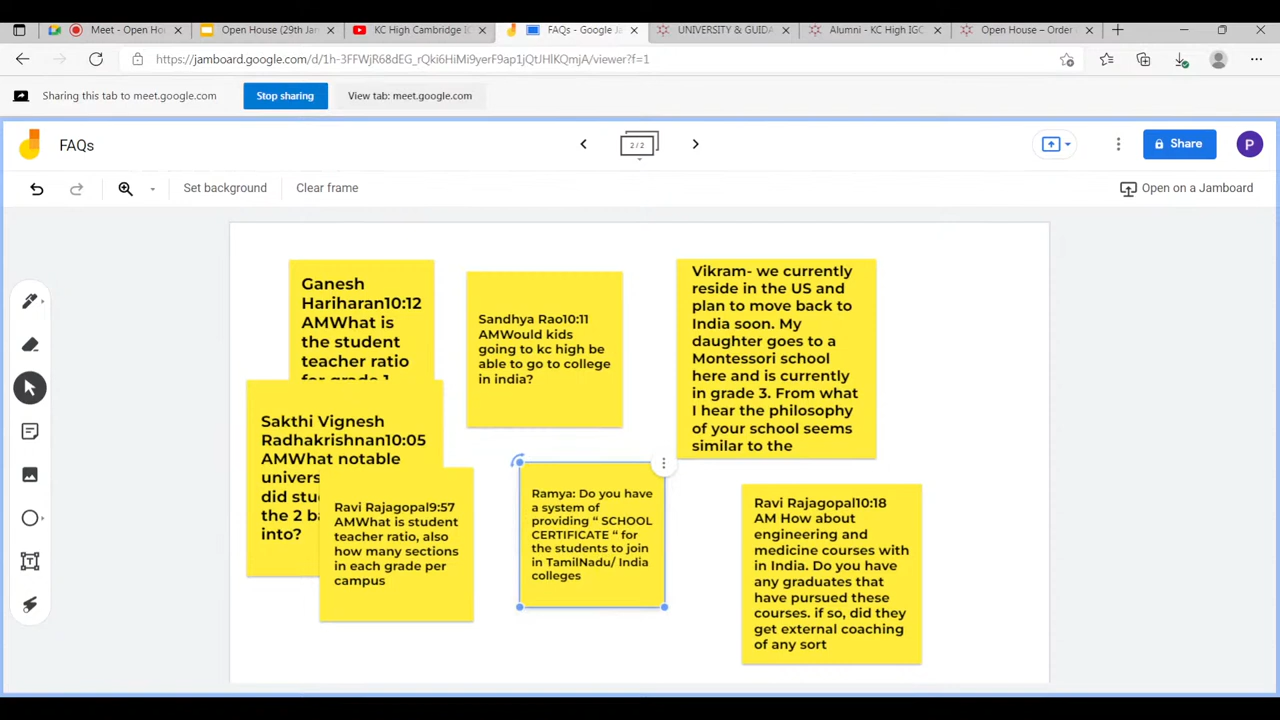 Meet - Open Ho
Open House (29th Jan
KC High Cambridge I
FAQs - Google Ja
UNIVERSITY & GUIDA
Alumni - KC High IGC
Open House – Order
https://jamboard.google.com/d/1h-3FFWjR68dEG_rQki6HiMi9yerF9ap1jQtJHlKQmjA/viewer?f=1
Sharing this tab to meet.google.com
Stop sharing
View tab: meet.google.com
FAQs
2 / 2
Share
P
Set background
Clear frame
Open on a Jamboard
Ganesh
Hariharan10:12
AMWhat is
the student
teacher ratio
for grade 1
Sandhya Rao10:11
AMWould kids
going to kc high be
able to go to college
in india?
Vikram- we currently
reside in the US and
plan to move back to
India soon. My
daughter goes to a
Montessori school
here and is currently
in grade 3. From what
I hear the philosophy
of your school seems
similar to the
Sakthi Vignesh
Radhakrishnan10:05
AMWhat notable
univers
did stu
the 2 ba
into?
Ravi Rajagopal9:57
AMWhat is student
teacher ratio, also
how many sections
in each grade per
campus
Ramya: Do you have
a system of
providing “ SCHOOL
CERTIFICATE “ for
the students to join
in TamilNadu/ India
colleges
Ravi Rajagopal10:18
AM How about
engineering and
medicine courses with
in India. Do you have
any graduates that
have pursued these
courses. if so, did they
get external coaching
of any sort